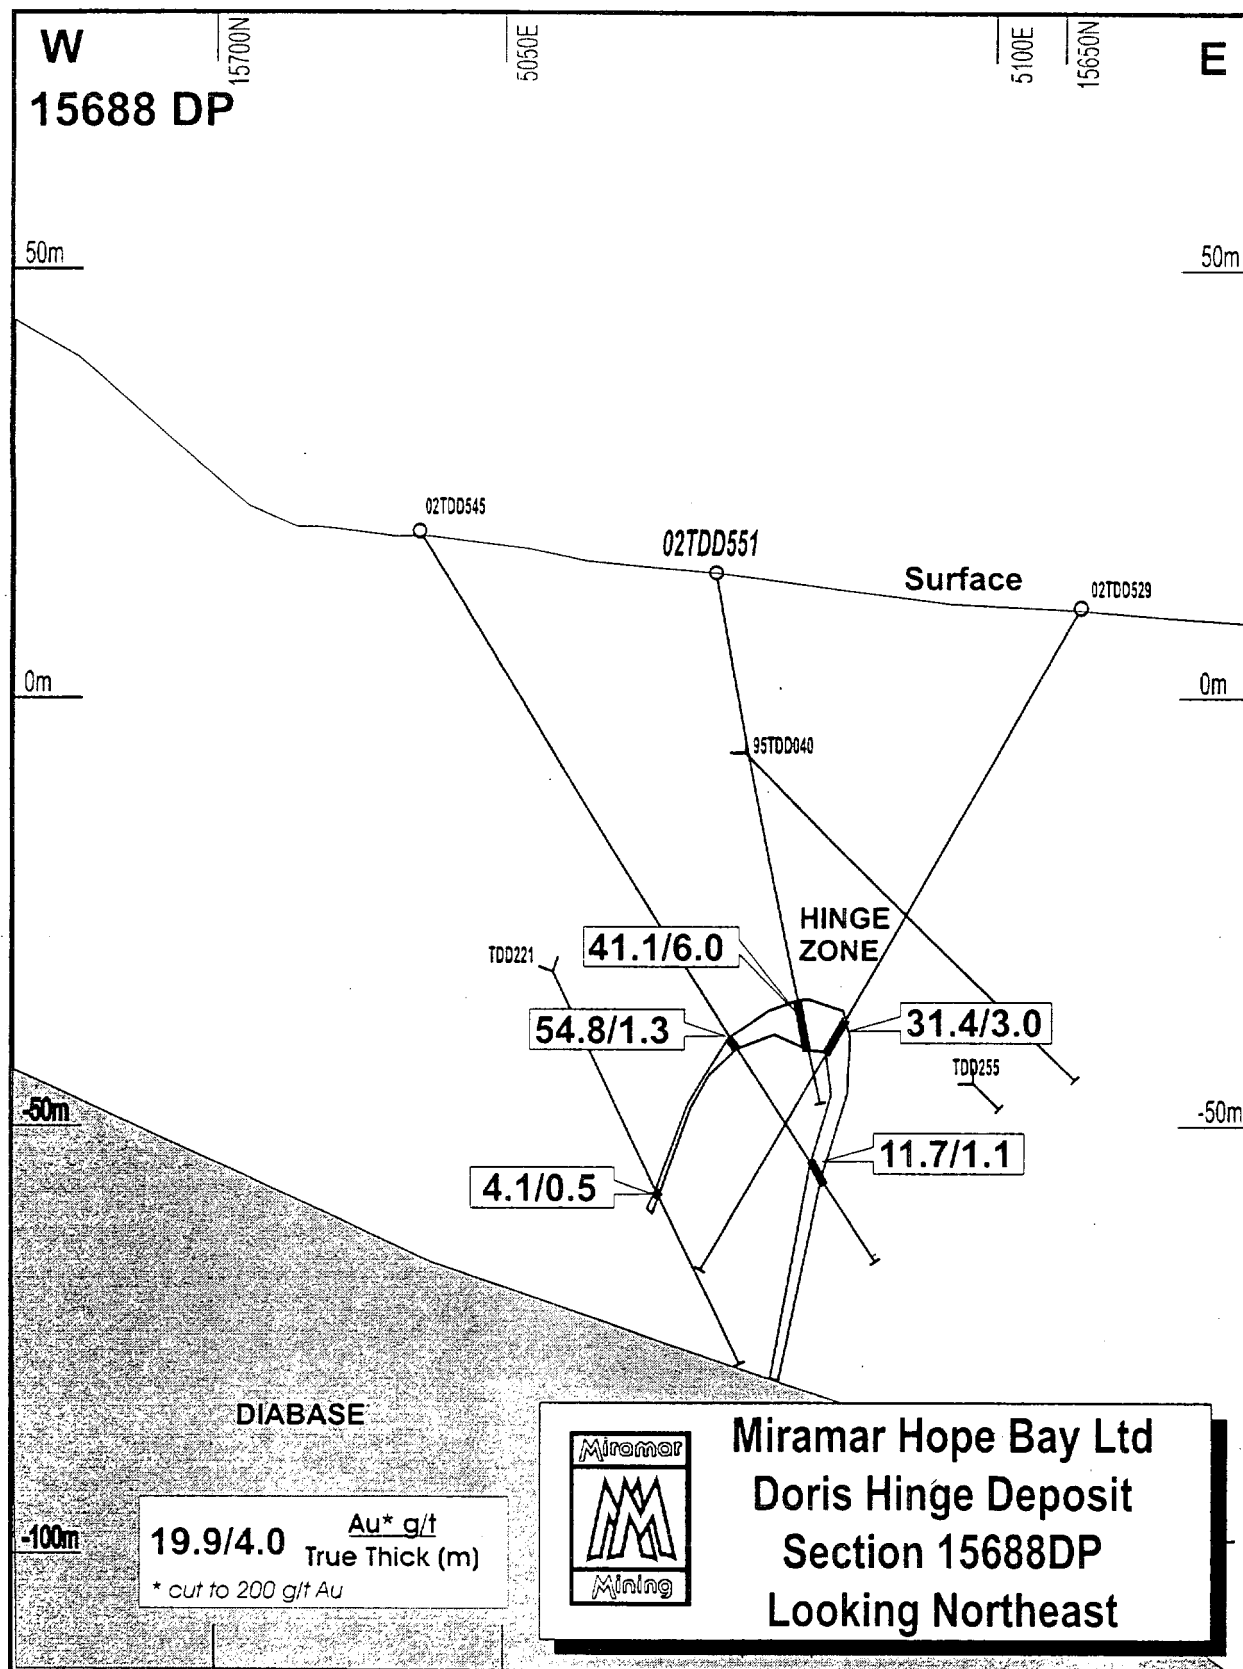 W
15700N
5050E
5100E
15650N
E
15688 DP
50m
50m
02TDD545
02TDD551
Surface
02TDD529
0m
0m
95TDD040
HINGE
ZONE
41.1/6.0
TDD221
54.8/1.3
31.4/3.0
TDD255
-50m
-50m
11.7/1.1
4.1/0.5
DIABASE
-100m
19.9/4.0
Au* g/t
True Thick (m)
* cut to 200 g/t Au
Miramar
Mining
Miramar Hope Bay Ltd
Doris Hinge Deposit
Section 15688DP
Looking Northeast